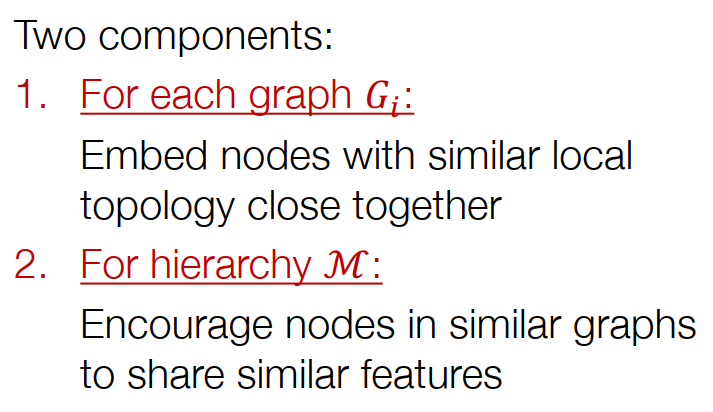 Two components:
1. For each graph Gᵢ:
Embed nodes with similar local
topology close together
2. For hierarchy ℳ:
Encourage nodes in similar graphs
to share similar features